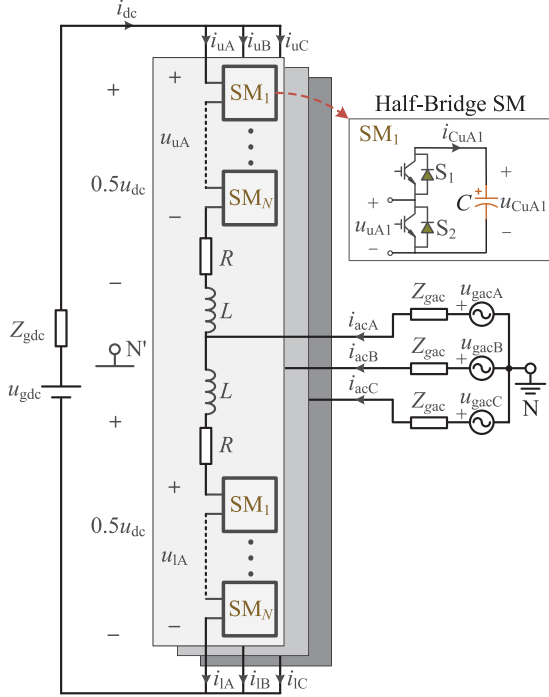 i_dc
i_uA i_uB i_uC
+ + SM_1
u_uA
0.5u_dc
− SM_N
R
−
L
Half-Bridge SM
SM_1 i_CuA1
S_1
+ +
C + u_CuA1
u_uA1 S_2
− −
Z_gdc
N'
u_gdc
i_acA Z_gac + u_gacA
i_acB Z_gac + u_gacB
i_acC Z_gac + u_gacC
N
L
+
R
+ SM_1
0.5u_dc
u_lA
SM_N
− −
i_lA i_lB i_lC